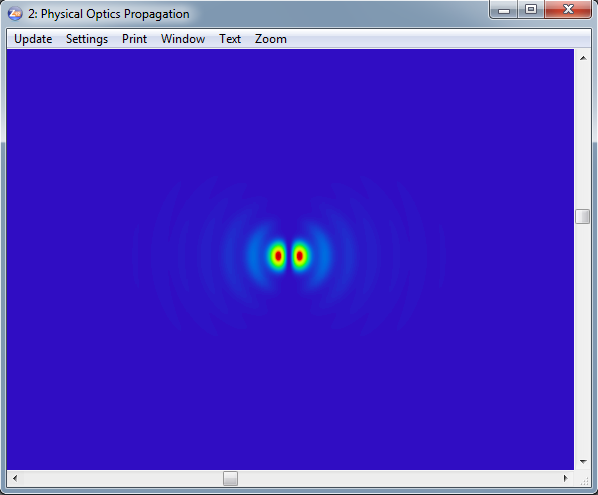 2: Physical Optics Propagation
Update Settings Print Window Text Zoom